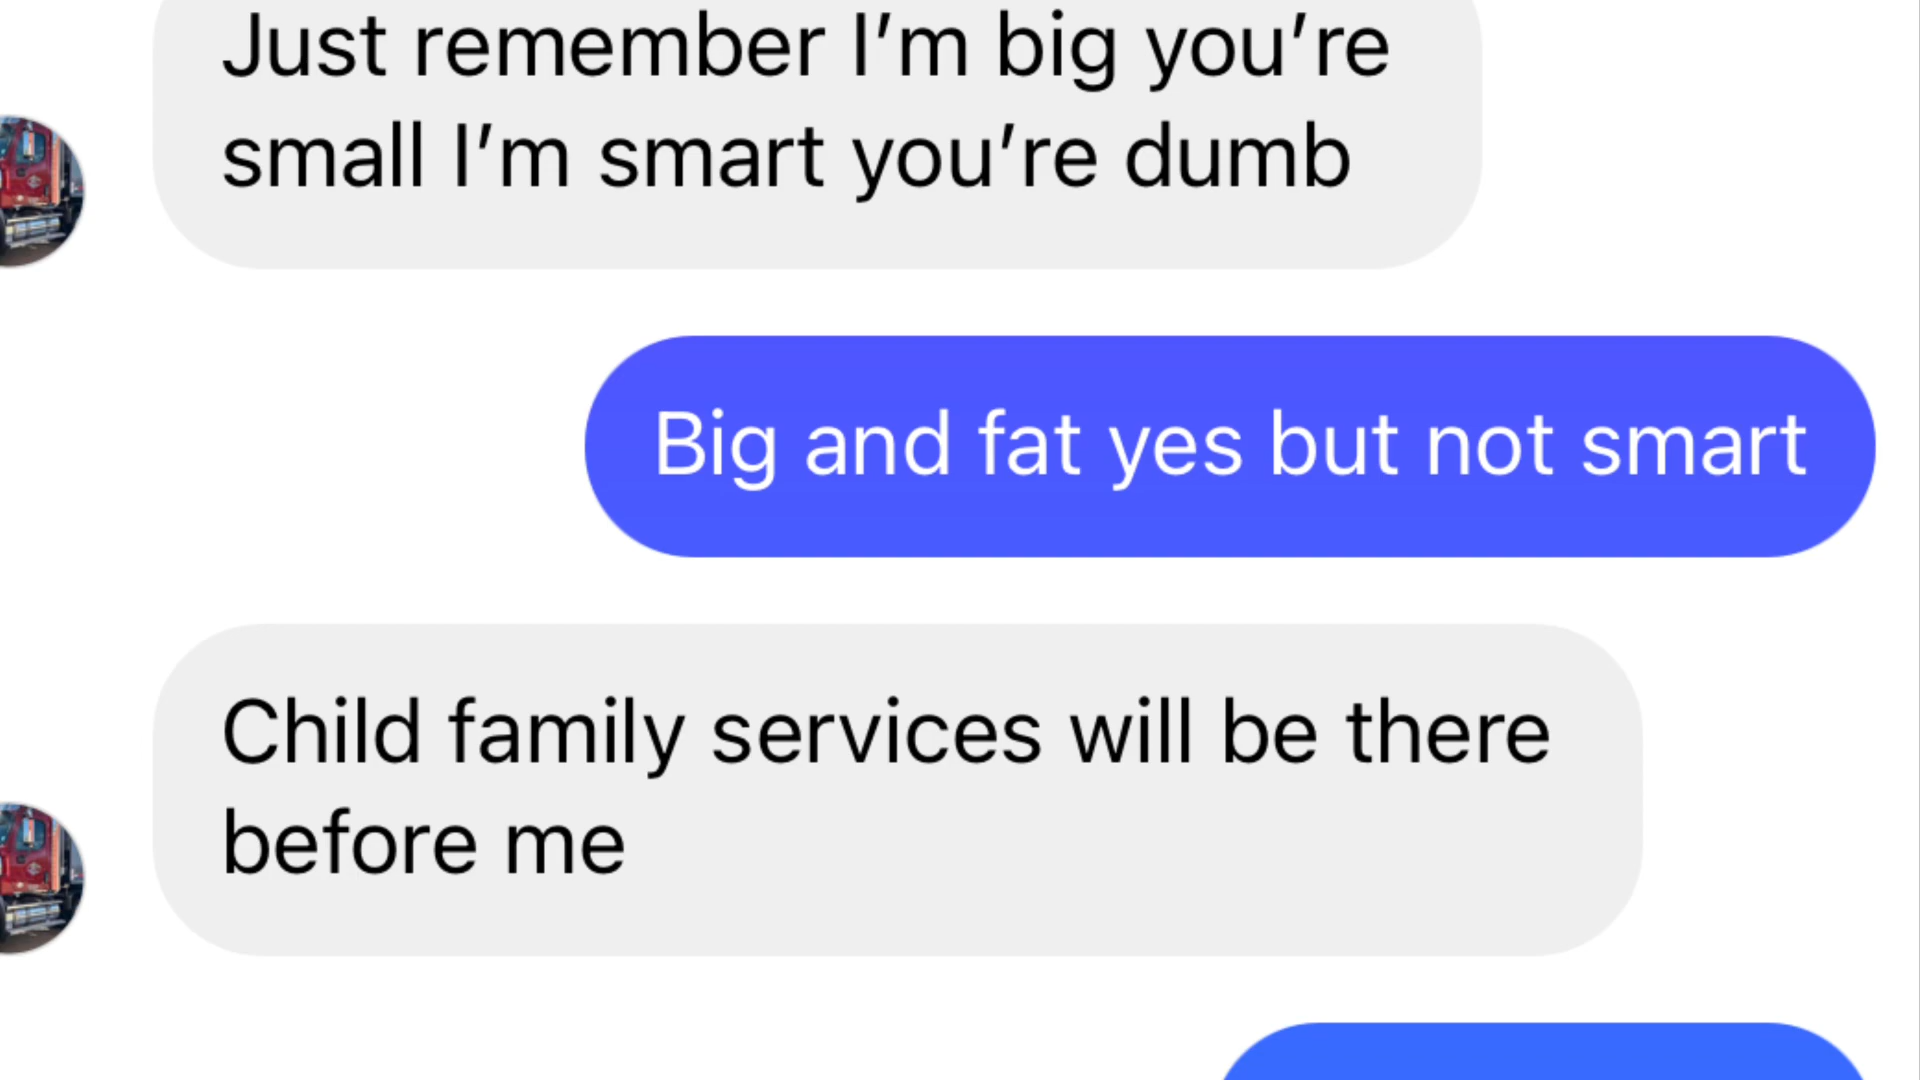 Just remember I’m big you’re
small I’m smart you’re dumb
Big and fat yes but not smart
Child family services will be there
before me